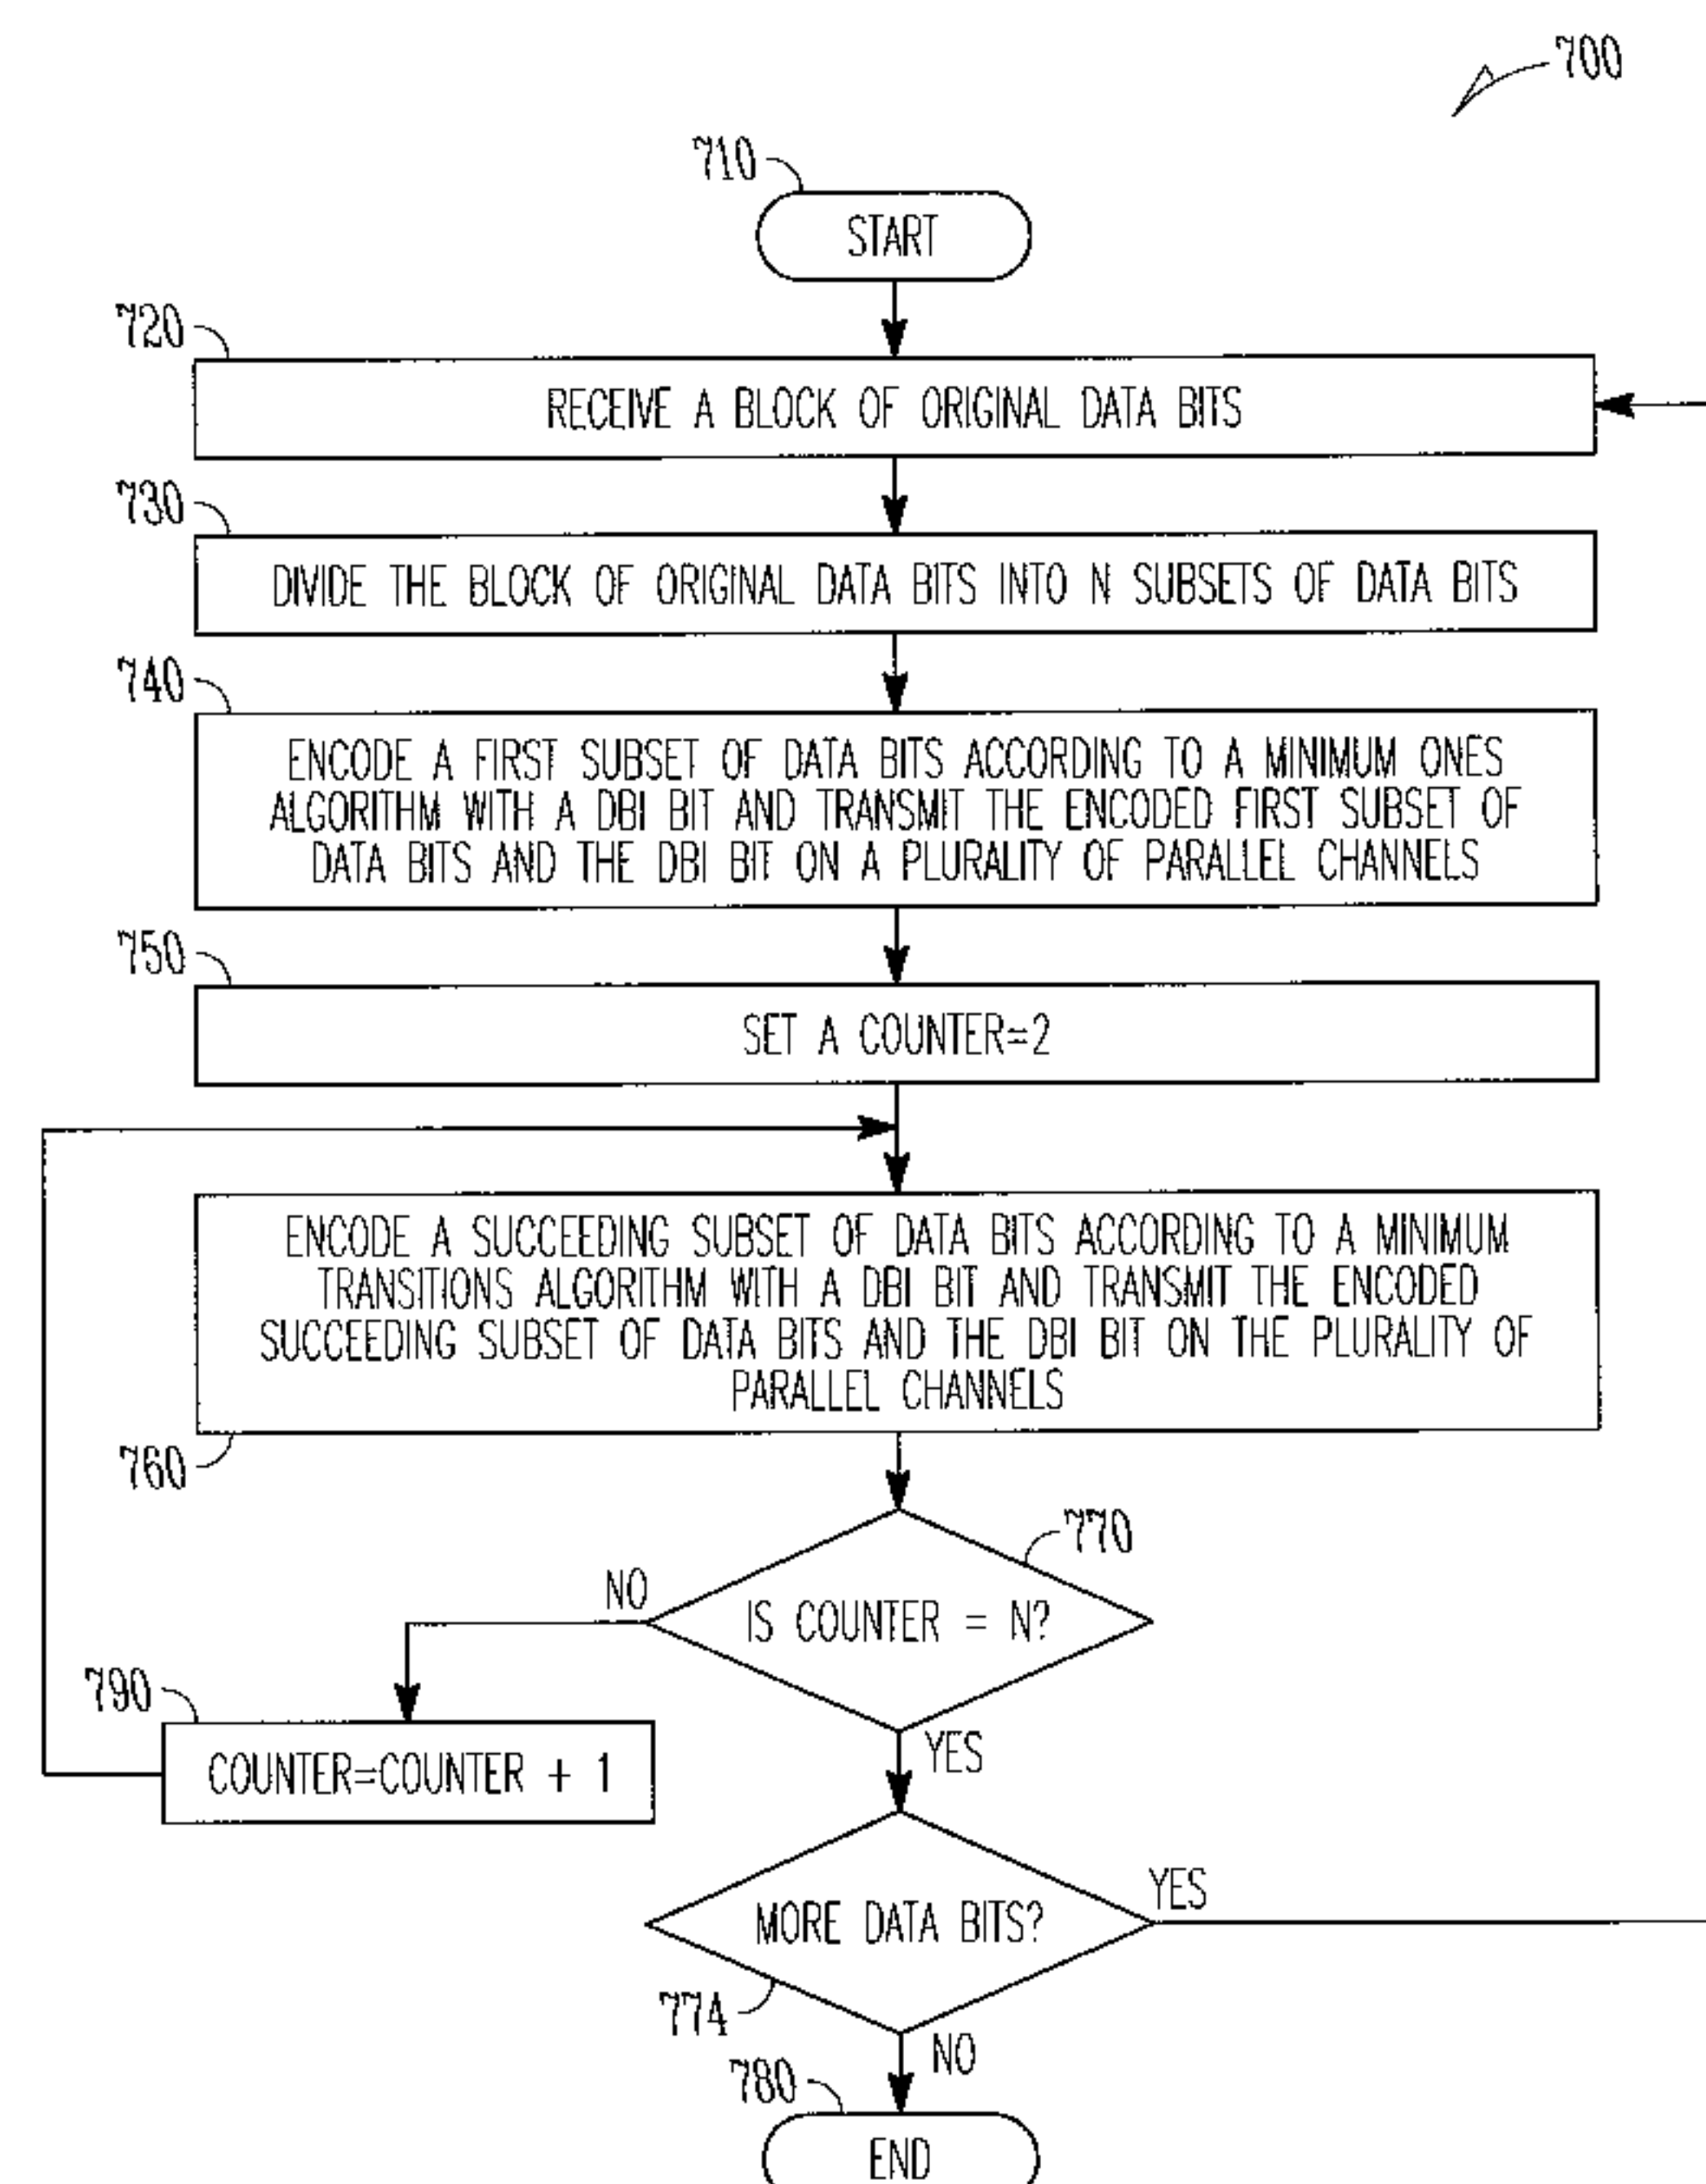 700
710
START
720
RECEIVE A BLOCK OF ORIGINAL DATA BITS
730
DIVIDE THE BLOCK OF ORIGINAL DATA BITS INTO N SUBSETS OF DATA BITS
740
ENCODE A FIRST SUBSET OF DATA BITS ACCORDING TO A MINIMUM ONES
ALGORITHM WITH A DBI BIT AND TRANSMIT THE ENCODED FIRST SUBSET OF
DATA BITS AND THE DBI BIT ON A PLURALITY OF PARALLEL CHANNELS
750
SET A COUNTER=2
ENCODE A SUCCEEDING SUBSET OF DATA BITS ACCORDING TO A MINIMUM
TRANSITIONS ALGORITHM WITH A DBI BIT AND TRANSMIT THE ENCODED
SUCCEEDING SUBSET OF DATA BITS AND THE DBI BIT ON THE PLURALITY OF
PARALLEL CHANNELS
760
770
NO
IS COUNTER = N?
790
YES
COUNTER=COUNTER + 1
YES
MORE DATA BITS?
774
NO
780
END